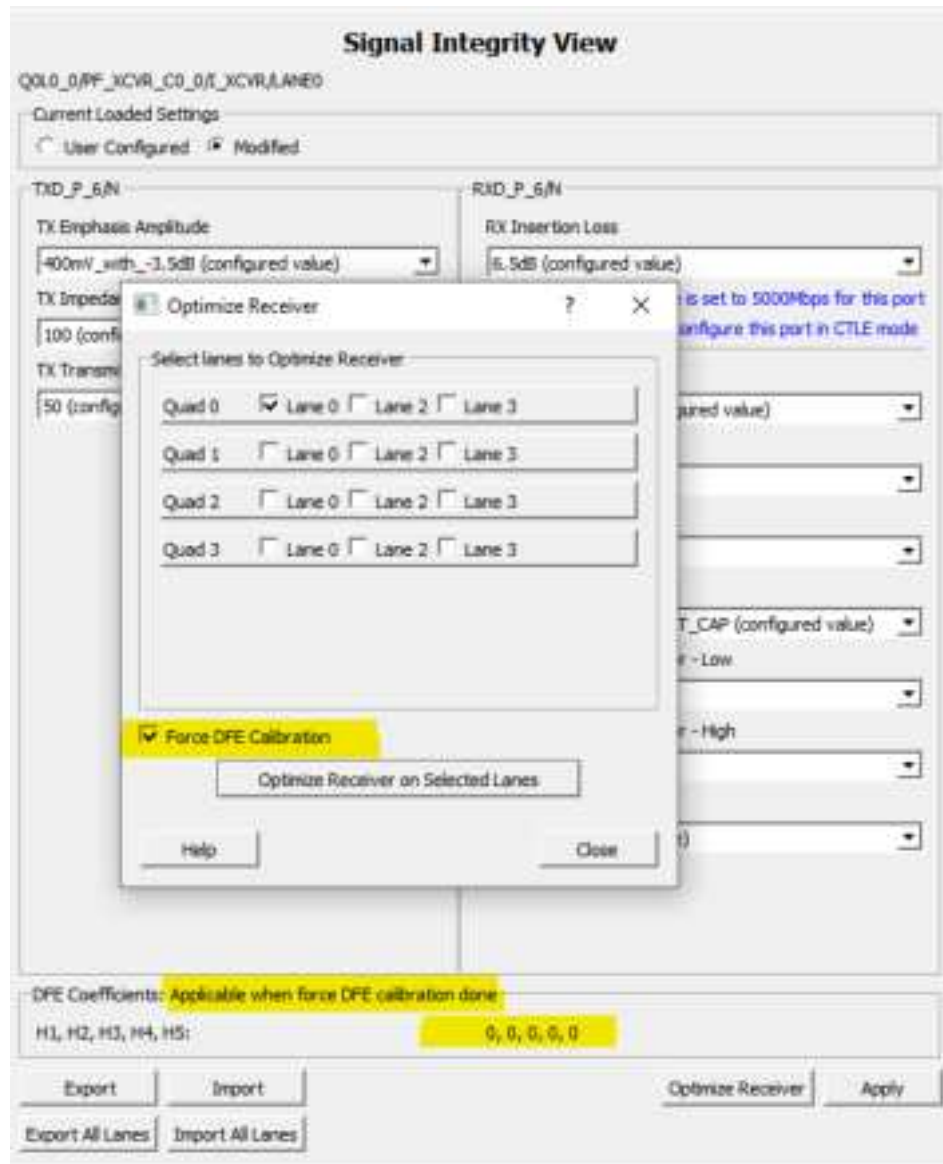 Signal Integrity View
Q0L0_0/PF_XCVR_C0_0/I_XCVR/LANE0
Current Loaded Settings
User Configured Modified
TXD_P_6/N
RXD_P_6/N
TX Emphasis Amplitude
RX Insertion Loss
400mV_with_-3.5dB (configured value)
6.5dB (configured value)
TX Impeda
is set to 5000Mbps for this port
100 (confi
configure this port in CTLE mode
TX Transmi
50 (config
gured value)
T_CAP (configured value)
r - Low
r - High
Optimize Receiver ? ×
Select lanes to Optimize Receiver
Quad 0 Lane 0 Lane 2 Lane 3
Quad 1 Lane 0 Lane 2 Lane 3
Quad 2 Lane 0 Lane 2 Lane 3
Quad 3 Lane 0 Lane 2 Lane 3
Force DFE Calibration
Optimize Receiver on Selected Lanes
Help Close
DFE Coefficients: Applicable when force DFE calibration done
H1, H2, H3, H4, H5: 0, 0, 0, 0, 0
Export Import Optimize Receiver Apply
Export All Lanes Import All Lanes